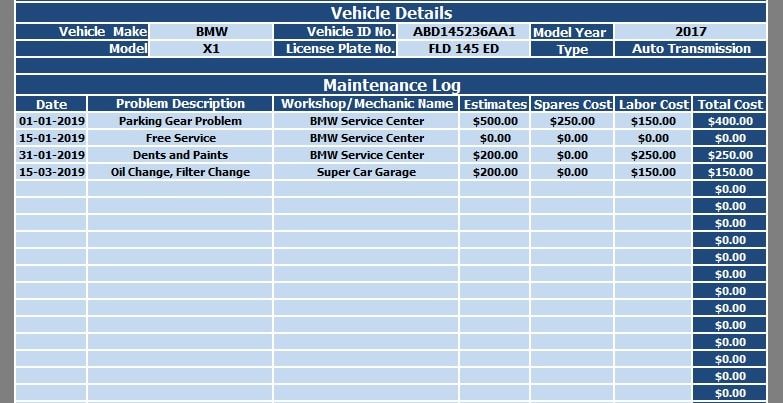 Vehicle Details
Vehicle Make BMW Vehicle ID No. ABD145236AA1 Model Year 2017
Model X1 License Plate No. FLD 145 ED Type Auto Transmission
Maintenance Log
Date Problem Description Workshop/Mechanic Name Estimates Spares Cost Labor Cost Total Cost
01-01-2019 Parking Gear Problem BMW Service Center $500.00 $250.00 $150.00 $400.00
15-01-2019 Free Service BMW Service Center $0.00 $0.00 $0.00 $0.00
31-01-2019 Dents and Paints BMW Service Center $200.00 $0.00 $250.00 $250.00
15-03-2019 Oil Change, Filter Change Super Car Garage $200.00 $0.00 $150.00 $150.00
$0.00
$0.00
$0.00
$0.00
$0.00
$0.00
$0.00
$0.00
$0.00
$0.00
$0.00
$0.00
$0.00